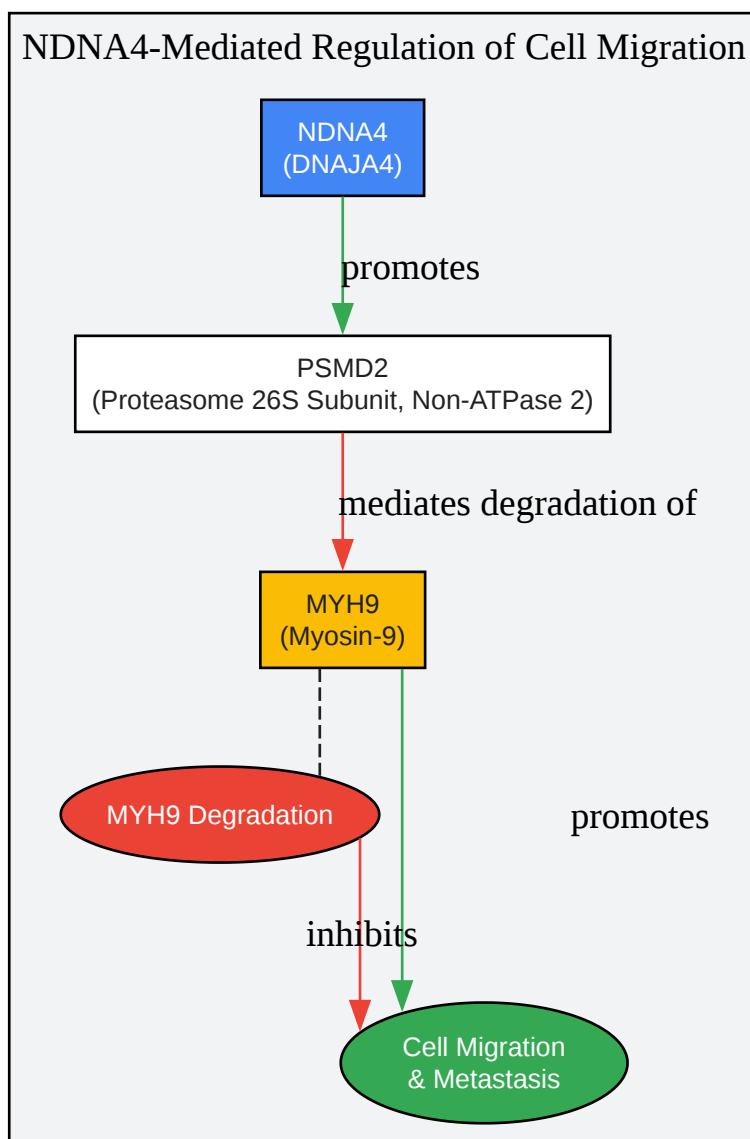 NDNA4-Mediated Regulation of Cell Migration
NDNA4
(DNAJA4)
promotes
PSMD2
(Proteasome 26S Subunit, Non-ATPase 2)
mediates degradation of
MYH9
(Myosin-9)
MYH9 Degradation
promotes
inhibits
Cell Migration
& Metastasis